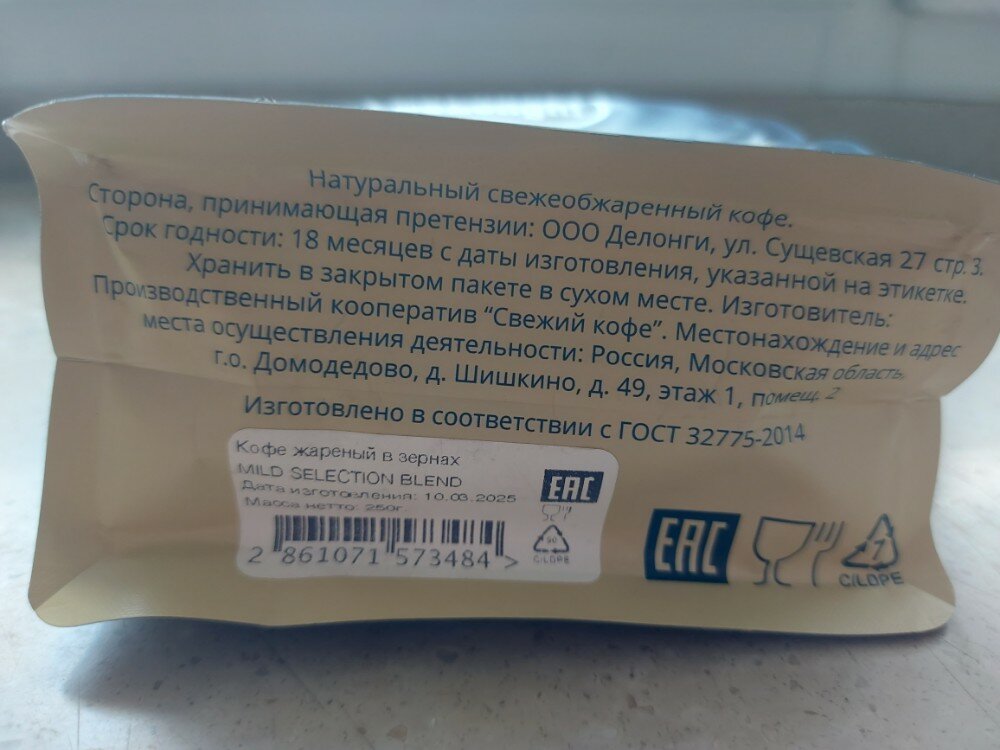 Натуральный свежеобжаренный кофе.
Сторона, принимающая претензии: ООО Делонги, ул. Сущевская 27 стр. 3.
Срок годности: 18 месяцев с даты изготовления, указанной на этикетке.
Хранить в закрытом пакете в сухом месте. Изготовитель:
Производственный кооператив “Свежий кофе”. Местонахождение и адрес
места осуществления деятельности: Россия, Московская область,
г.о. Домодедово, д. Шишкино, д. 49, этаж 1, помещ. 2
Изготовлено в соответствии с ГОСТ 32775-2014
Кофе жареный в зернах
MILD SELECTION BLEND
Дата изготовления: 10.03.2025
Масса нетто: 250г.
2 861071 573484 >
EAC
90
C/LDPE
EAC
7
C/LDPE